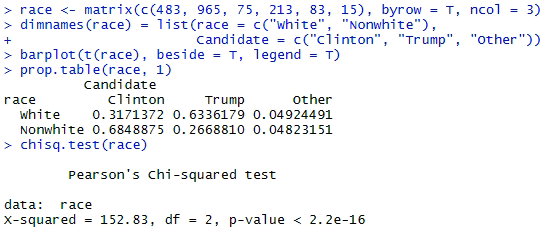 > race <- matrix(c(483, 965, 75, 213, 83, 15), byrow = T, ncol = 3)
> dimnames(race) = list(race = c("White", "Nonwhite"),
+                       Candidate = c("Clinton", "Trump", "Other"))
> barplot(t(race), beside = T, legend = T)
> prop.table(race, 1)
          Candidate
race         Clinton     Trump      Other
  White    0.3171372 0.6336179 0.04924491
  Nonwhite 0.6848875 0.2668810 0.04823151
> chisq.test(race)
        Pearson's Chi-squared test
data:  race
X-squared = 152.83, df = 2, p-value < 2.2e-16